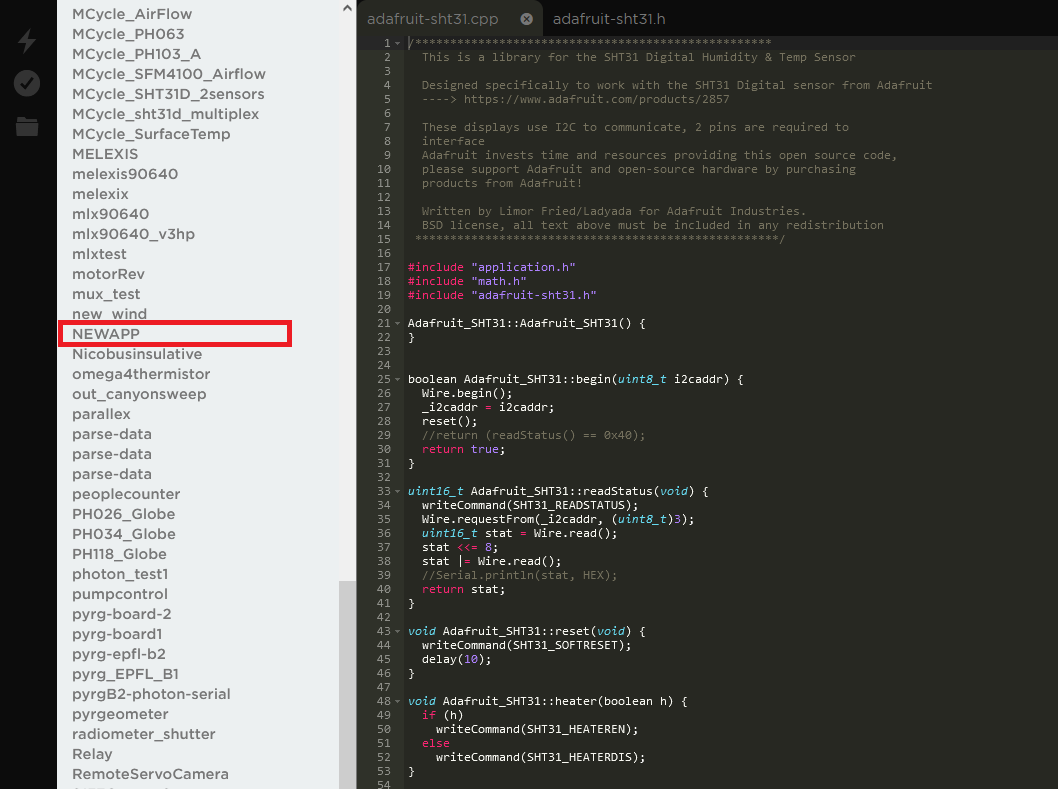 MCycle_AirFlow
MCycle_PH063
MCycle_PH103_A
MCycle_SFM4100_Airflow
MCycle_SHT31D_2sensors
MCycle_sht31d_multiplex
MCycle_SurfaceTemp
MELEXIS
melexis90640
melexix
mlx90640
mlx90640_v3hp
mlxtest
motorRev
mux_test
new_wind
NEWAPP
Nicobusinsulative
omega4thermistor
out_canyonsweep
parallex
parse-data
parse-data
parse-data
peoplecounter
PH026_Globe
PH034_Globe
PH118_Globe
photon_test1
pumpcontrol
pyrg-board-2
pyrg-board1
pyrg-epfl-b2
pyrg_EPFL_B1
pyrgB2-photon-serial
pyrgeometer
radiometer_shutter
Relay
RemoteServoCamera
adafruit-sht31.cpp
adafruit-sht31.h
1 /***************************************************
2 This is a library for the SHT31 Digital Humidity & Temp Sensor
3
4 Designed specifically to work with the SHT31 Digital sensor from Adafruit
5 ----> https://www.adafruit.com/products/2857
6
7 These displays use I2C to communicate, 2 pins are required to
8 interface
9 Adafruit invests time and resources providing this open source code,
10 please support Adafruit and open-source hardware by purchasing
11 products from Adafruit!
12
13 Written by Limor Fried/Ladyada for Adafruit Industries.
14 BSD license, all text above must be included in any redistribution
15 ****************************************************/
16
17 #include "application.h"
18 #include "math.h"
19 #include "adafruit-sht31.h"
20
21 Adafruit_SHT31::Adafruit_SHT31() {
22 }
23
24
25 boolean Adafruit_SHT31::begin(uint8_t i2caddr) {
26 Wire.begin();
27 _i2caddr = i2caddr;
28 reset();
29 //return (readStatus() == 0x40);
30 return true;
31 }
32
33 uint16_t Adafruit_SHT31::readStatus(void) {
34 writeCommand(SHT31_READSTATUS);
35 Wire.requestFrom(_i2caddr, (uint8_t)3);
36 uint16_t stat = Wire.read();
37 stat <<= 8;
38 stat |= Wire.read();
39 //Serial.println(stat, HEX);
40 return stat;
41 }
42
43 void Adafruit_SHT31::reset(void) {
44 writeCommand(SHT31_SOFTRESET);
45 delay(10);
46 }
47
48 void Adafruit_SHT31::heater(boolean h) {
49 if (h)
50 writeCommand(SHT31_HEATEREN);
51 else
52 writeCommand(SHT31_HEATERDIS);
53 }
54